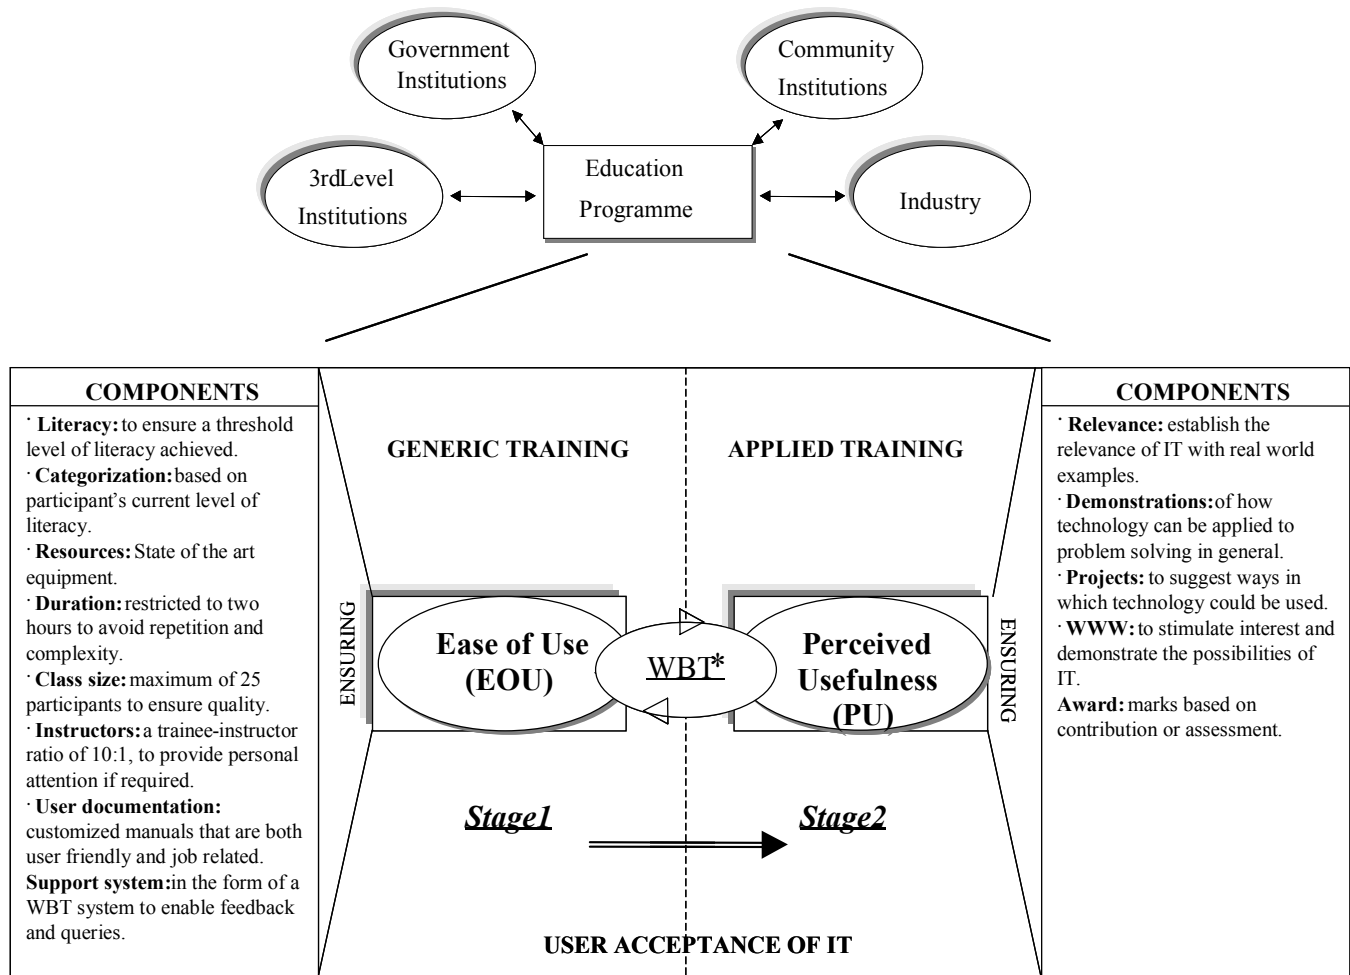 Government
Institutions
Community
Institutions
3rdLevel
Institutions
Education
Programme
Industry
COMPONENTS
· Literacy: to ensure a threshold
level of literacy achieved.
· Categorization: based on
participant's current level of
literacy.
· Resources: State of the art
equipment.
· Duration: restricted to two
hours to avoid repetition and
complexity.
· Class size: maximum of 25
participants to ensure quality.
· Instructors: a trainee-instructor
ratio of 10:1, to provide personal
attention if required.
· User documentation:
customized manuals that are both
user friendly and job related.
Support system: in the form of a
WBT system to enable feedback
and queries.
GENERIC TRAINING
APPLIED TRAINING
ENSURING
Ease of Use
(EOU)
WBT*
Perceived
Usefulness
(PU)
ENSURING
Stage1
Stage2
USER ACCEPTANCE OF IT
COMPONENTS
· Relevance: establish the
relevance of IT with real world
examples.
· Demonstrations: of how
technology can be applied to
problem solving in general.
· Projects: to suggest ways in
which technology could be used.
· WWW: to stimulate interest and
demonstrate the possibilities of
IT.
Award: marks based on
contribution or assessment.